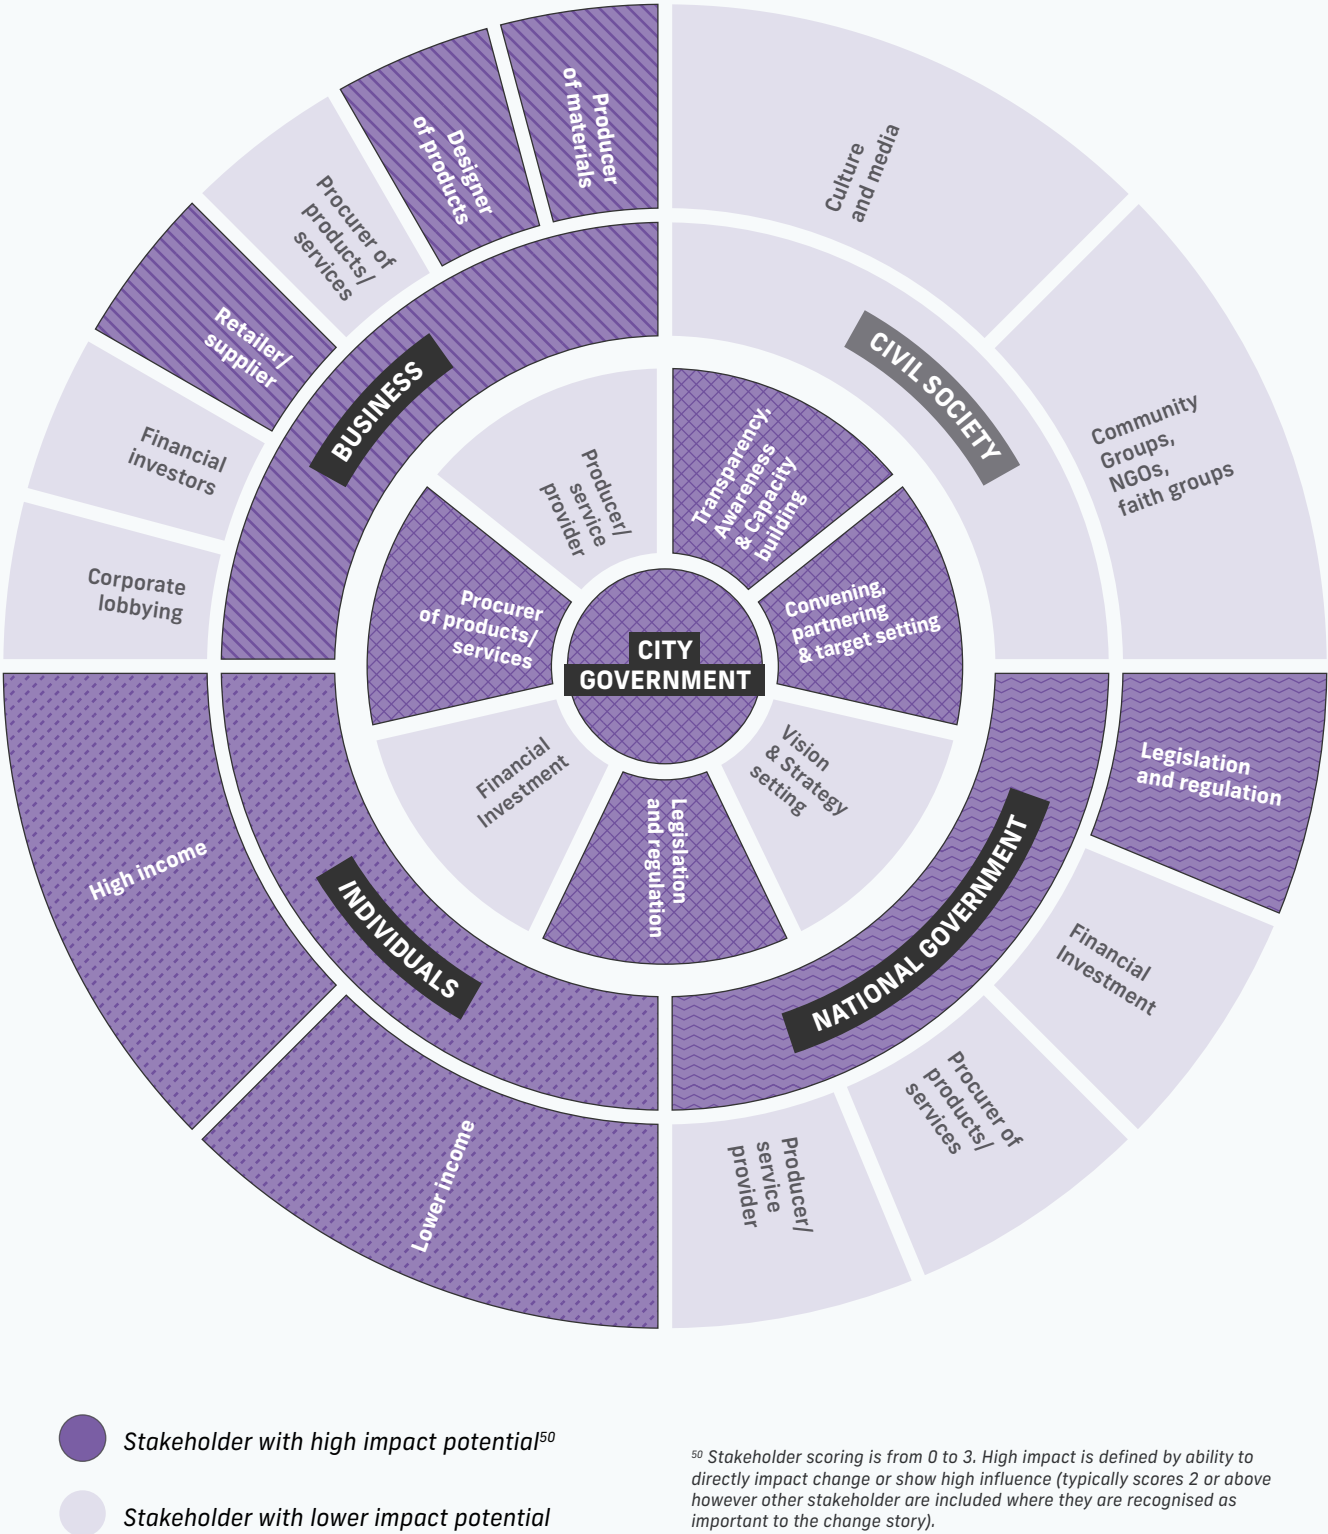 Producer
of materials
Designer
of products
Procurer of
products/
services
Retailer/
supplier
Financial
investors
Corporate
lobbying
BUSINESS
Culture
and media
Community
Groups,
NGOs,
faith groups
CIVIL SOCIETY
Producer/
service
provider
Transparency,
Awareness
& Capacity
building
Procurer
of products/
services
Convening,
partnering
& target setting
CITY
GOVERNMENT
Financial
Investment
Legislation
and regulation
Vision
& Strategy
setting
INDIVIDUALS
High income
Lower income
NATIONAL GOVERNMENT
Legislation
and regulation
Financial
Investment
Procurer of
products/
services
Producer/
service
provider
Stakeholder with high impact potential50
Stakeholder with lower impact potential
50 Stakeholder scoring is from 0 to 3. High impact is defined by ability to
directly impact change or show high influence (typically scores 2 or above
however other stakeholder are included where they are recognised as
important to the change story).